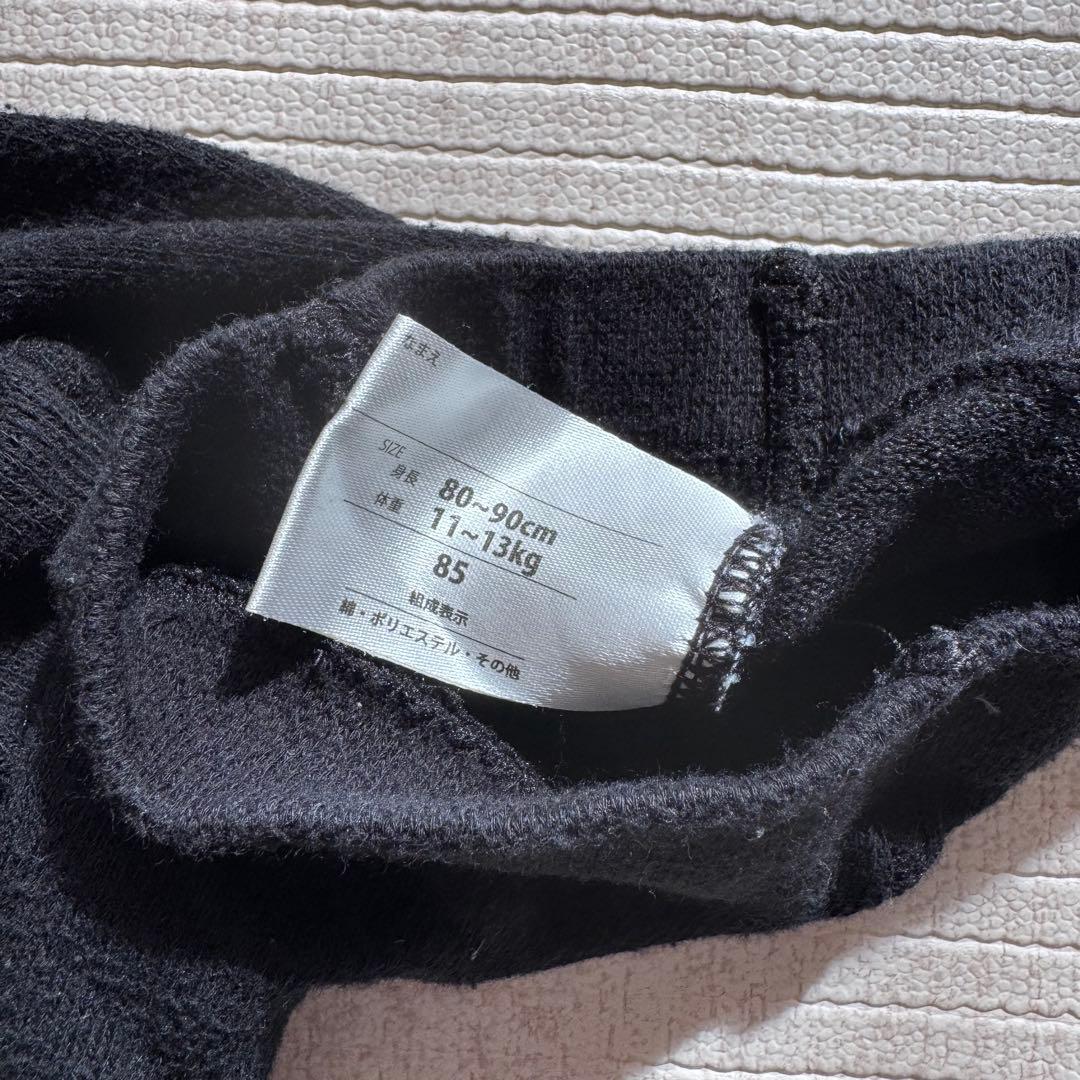 なまえ
SIZE
身長 80~90cm
体重 11~13kg
85
組成表示
綿・ポリエステル・その他